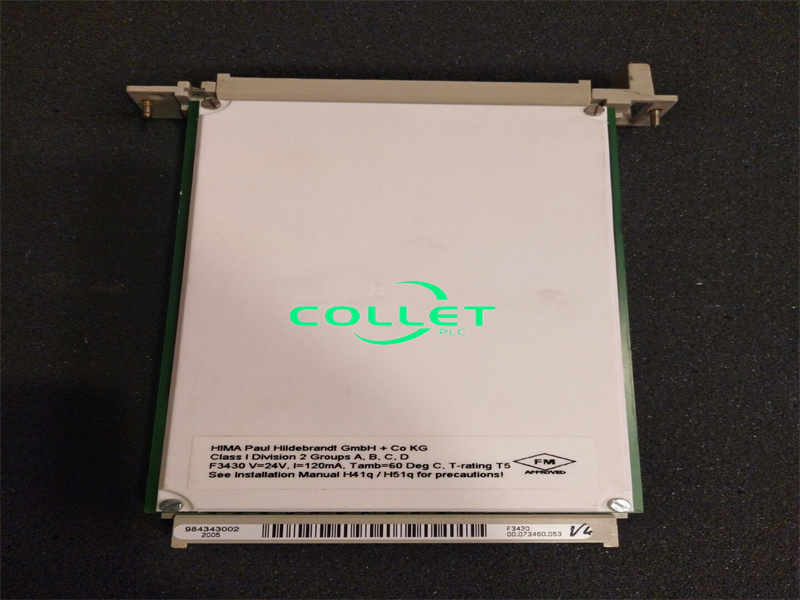 COLLET
PLC
HIMA Paul Hildebrandt GmbH + Co KG
Class I Division 2 Groups A, B, C, D
F3430 V=24V, I=120mA, Tamb=60 Deg C, T-rating T5
See Installation Manual H41q / H51q for precautions!
FM
APPROVED
984343002
2005
F3430
00.073460.053
V4